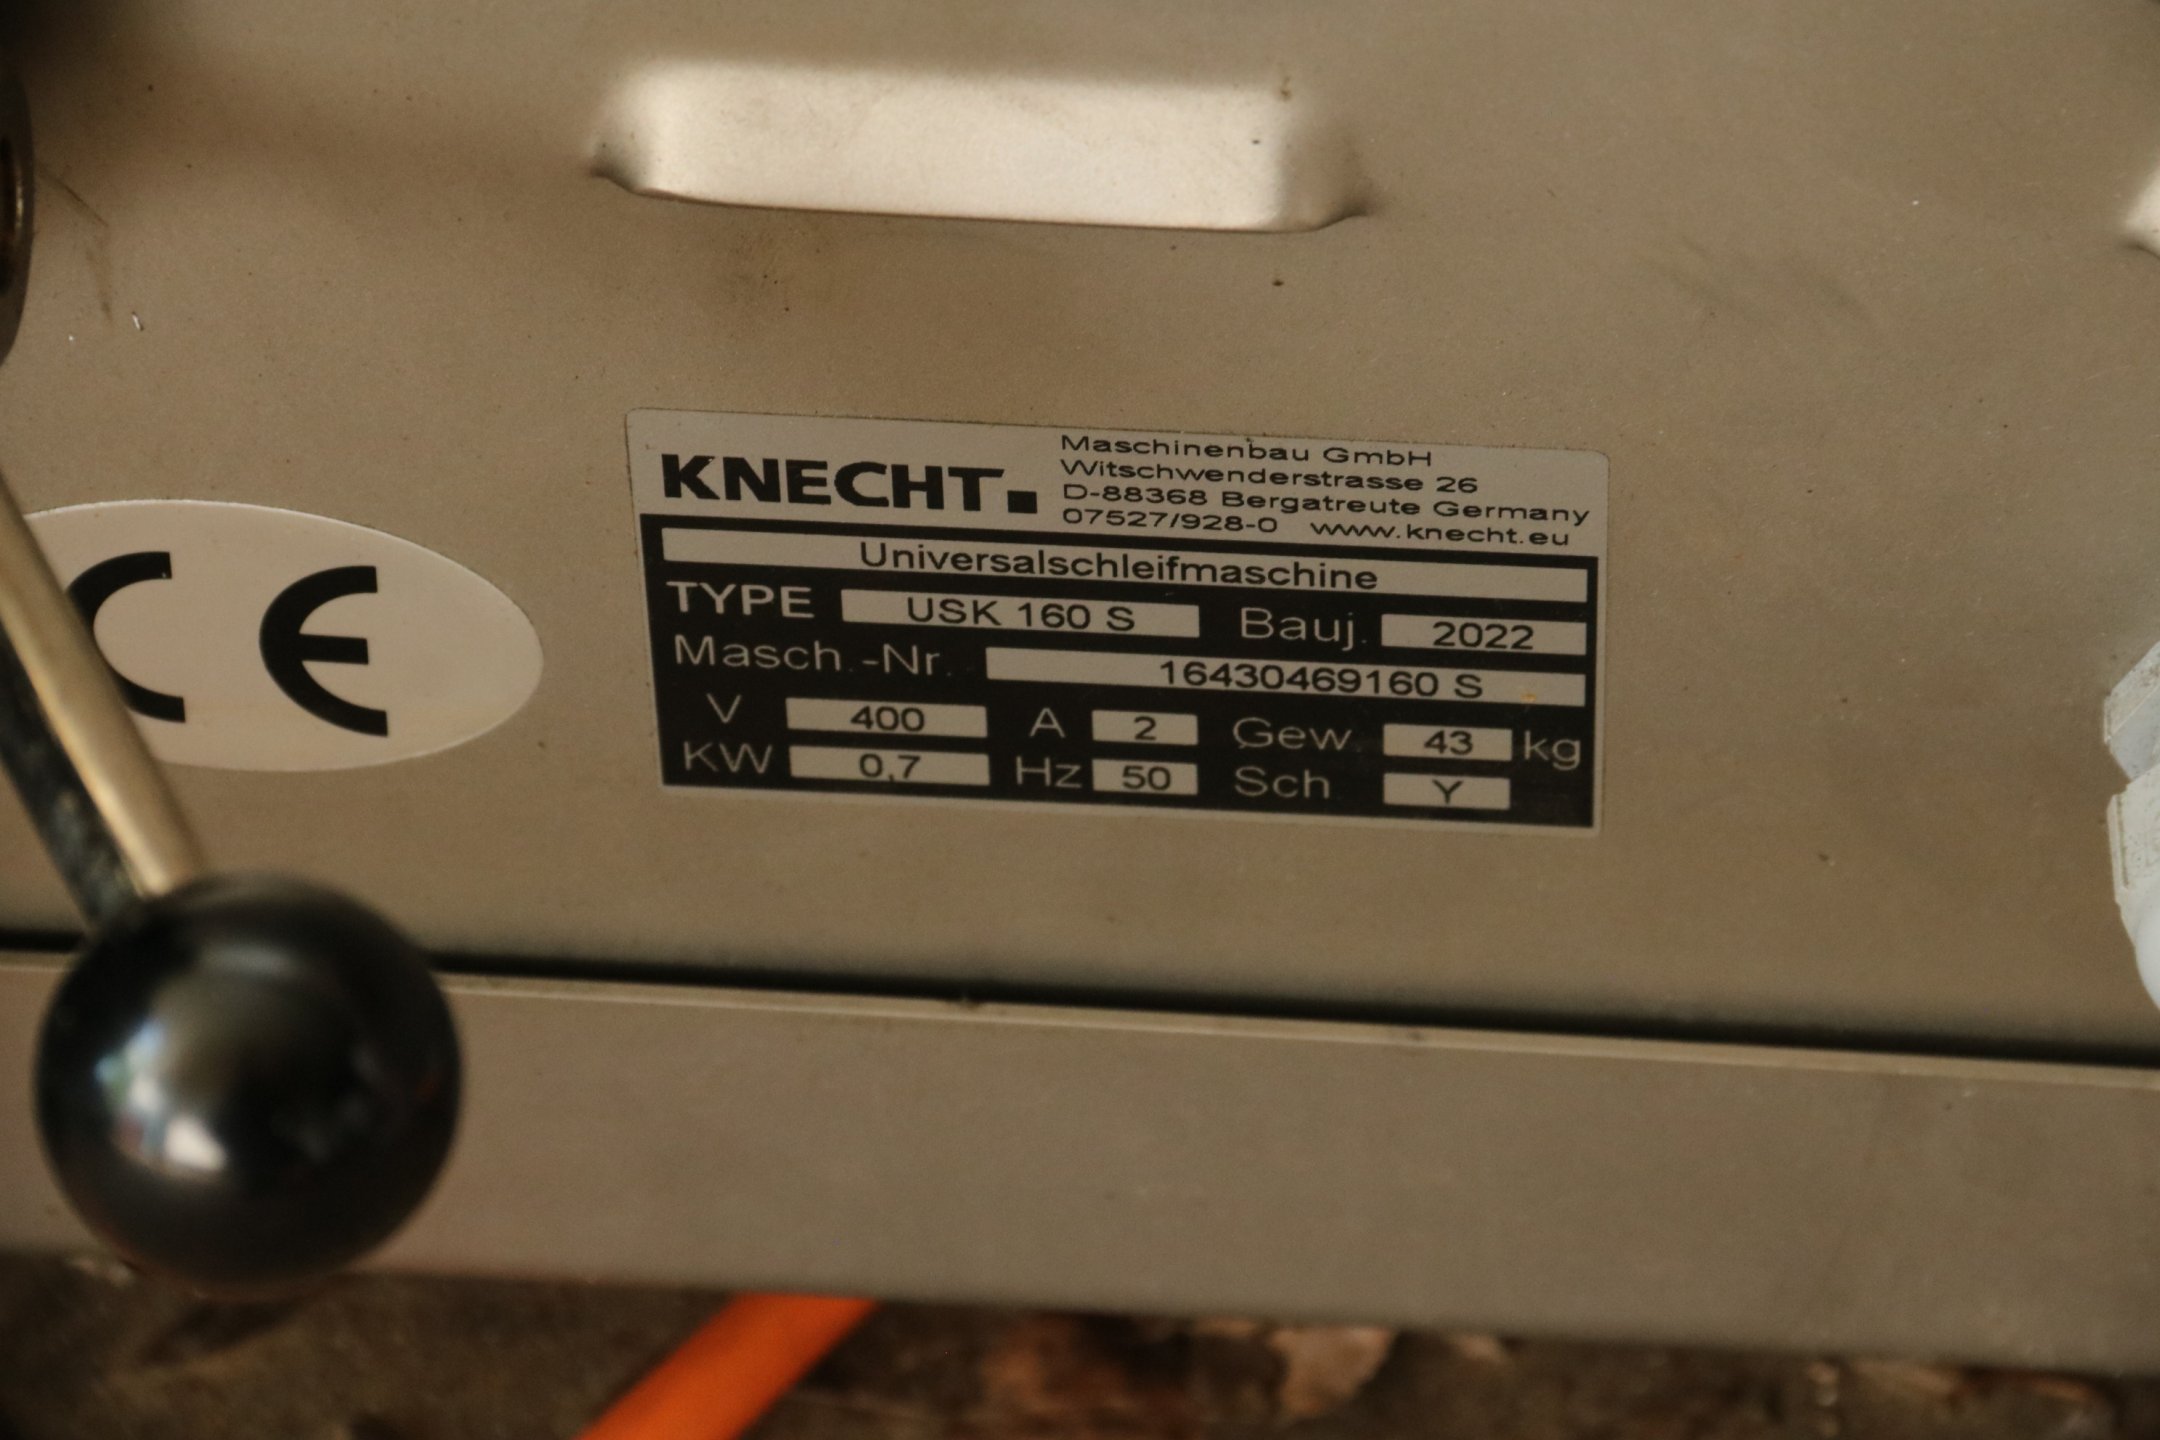 KNECHT.
Maschinenbau GmbH
Witschwenderstrasse 26
D-88368 Bergatreute Germany
07527/928-0 www.knecht.eu
Universalschleifmaschine
TYPE USK 160 S Bauj. 2022
Masch.-Nr. 16430469160 S
V 400 A 2 Gew. 43 kg
KW 0,7 Hz 50 Sch Y
CE